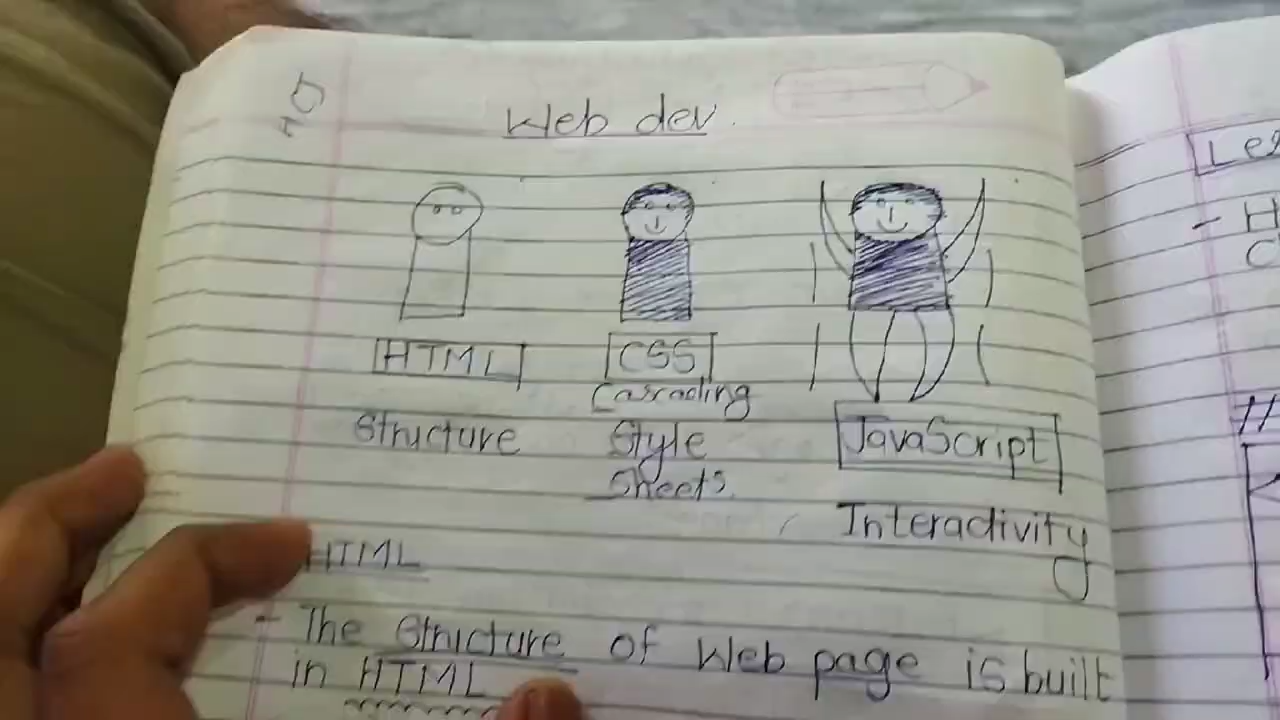 Web dev.
HTML
CSS
Cascading
Structure
Style
Sheets.
JavaScript
Interactivity
HTML
- The structure of Web page is built
in HTML